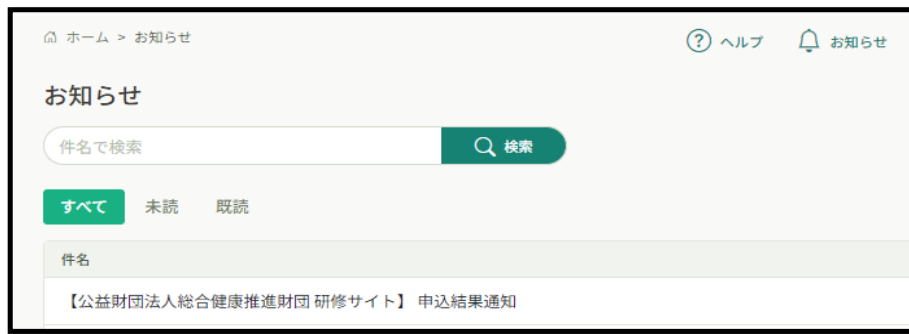 ホーム > お知らせ
? ヘルプ お知らせ
お知らせ
件名で検索 検索
すべて 未読 既読
件名
【公益財団法人総合健康推進財団 研修サイト】 申込結果通知